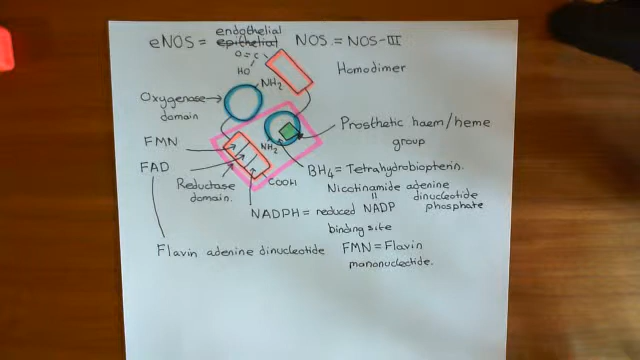 eNOS = epithelial endothelial NOS = NOS-III
O = C
HO
NH2
Homodimer
Oxygenase domain
Prosthetic haem/heme group
FMN
NH2
FAD
BH4 = Tetrahydrobiopterin.
COOH
Reductase domain.
Nicotinamide adenine dinucleotide phosphate
=
NADPH = reduced NADP
binding site
Flavin adenine dinucleotide
FMN = Flavin mononucleotide.